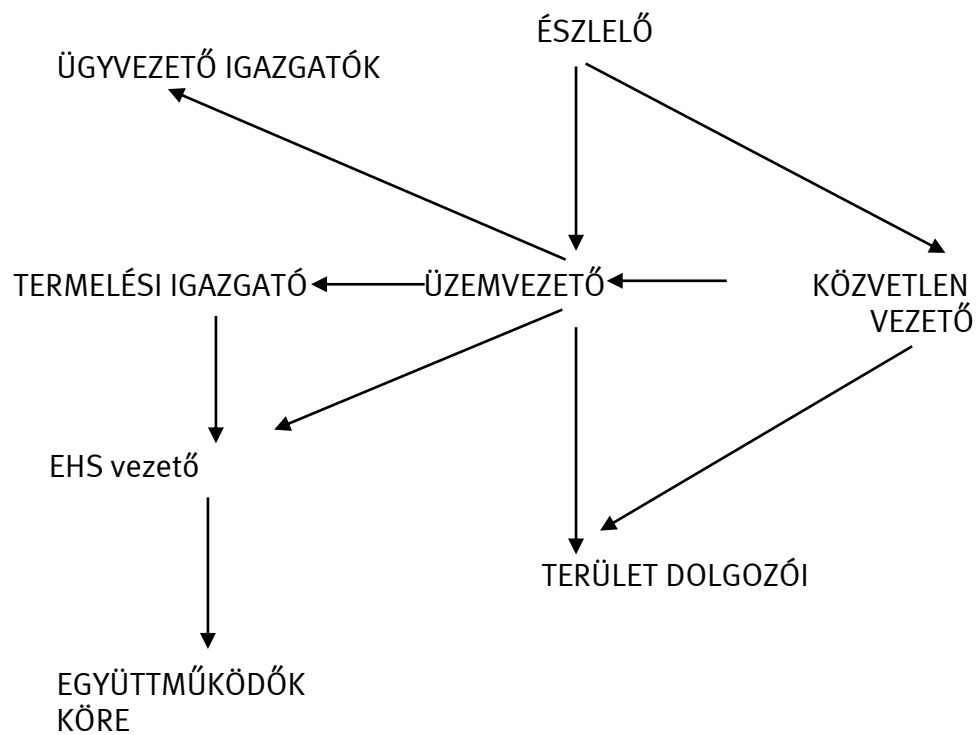 ÉSZLELŐ
ÜGYVEZETŐ IGAZGATÓK
TERMELÉSI IGAZGATÓ
ÜZEMVEZETŐ
KÖZVETLEN
VEZETŐ
EHS vezető
TERÜLET DOLGOZÓI
EGYÜTTMŰKÖDŐK
KÖRE